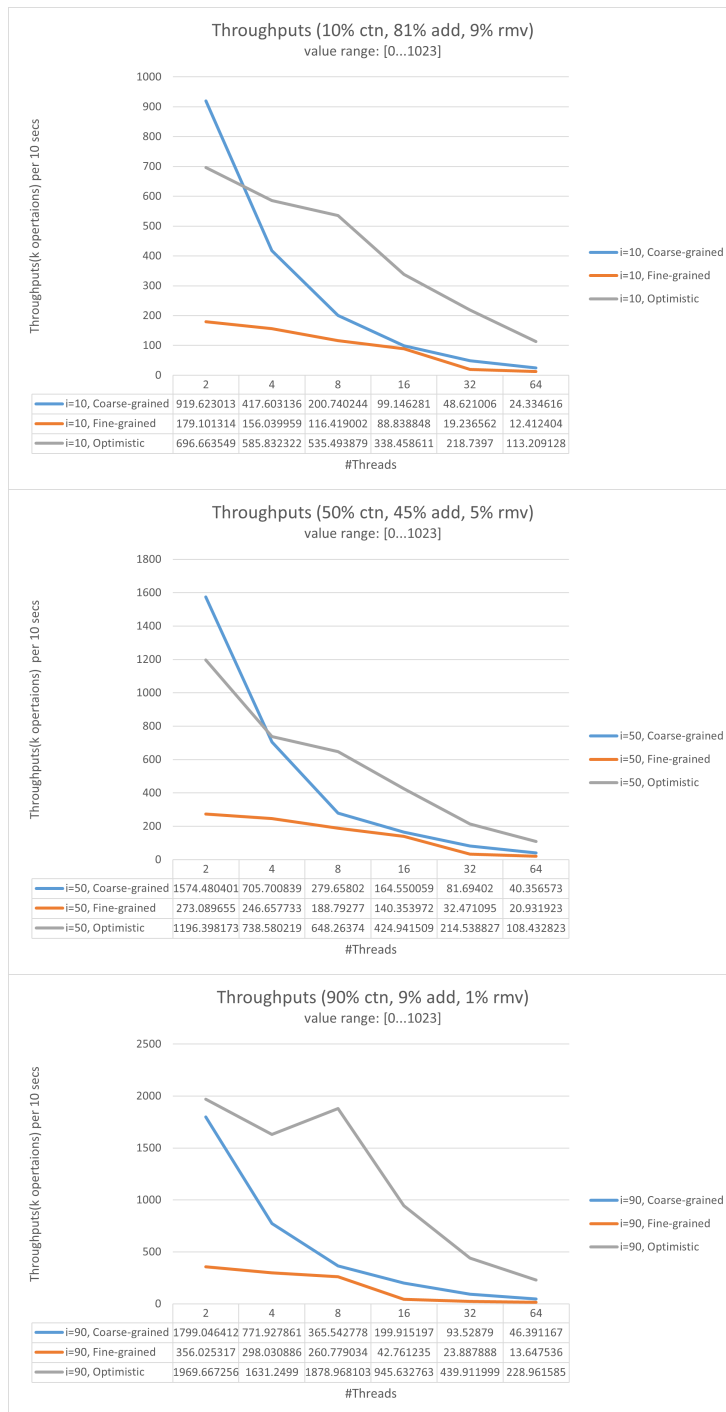 Throughputs (10% ctn, 81% add, 9% rmv)
value range: [0...1023]
Throughputs(k opertaions) per 10 secs
1000
900
800
700
600
500
400
300
200
100
0
i=10, Coarse-grained
i=10, Fine-grained
i=10, Optimistic
2 4 8 16 32 64
i=10, Coarse-grained 919.623013 417.603136 200.740244 99.146281 48.621006 24.334616
i=10, Fine-grained 179.101314 156.039959 116.419002 88.838848 19.236562 12.412404
i=10, Optimistic 696.663549 585.832322 535.493879 338.458611 218.7397 113.209128
#Threads
Throughputs (50% ctn, 45% add, 5% rmv)
value range: [0...1023]
Throughputs(k opertaions) per 10 secs
1800
1600
1400
1200
1000
800
600
400
200
0
i=50, Coarse-grained
i=50, Fine-grained
i=50, Optimistic
2 4 8 16 32 64
i=50, Coarse-grained 1574.480401 705.700839 279.65802 164.550059 81.69402 40.356573
i=50, Fine-grained 273.089655 246.657733 188.79277 140.353972 32.471095 20.931923
i=50, Optimistic 1196.398173 738.580219 648.26374 424.941509 214.538827 108.432823
#Threads
Throughputs (90% ctn, 9% add, 1% rmv)
value range: [0...1023]
Throughputs(k opertaions) per 10 secs
2500
2000
1500
1000
500
0
i=90, Coarse-grained
i=90, Fine-grained
i=90, Optimistic
2 4 8 16 32 64
i=90, Coarse-grained 1799.046412 771.927861 365.542778 199.915197 93.52879 46.391167
i=90, Fine-grained 356.025317 298.030886 260.779034 42.761235 23.887888 13.647536
i=90, Optimistic 1969.667256 1631.2499 1878.968103 945.632763 439.911999 228.961585
#Threads